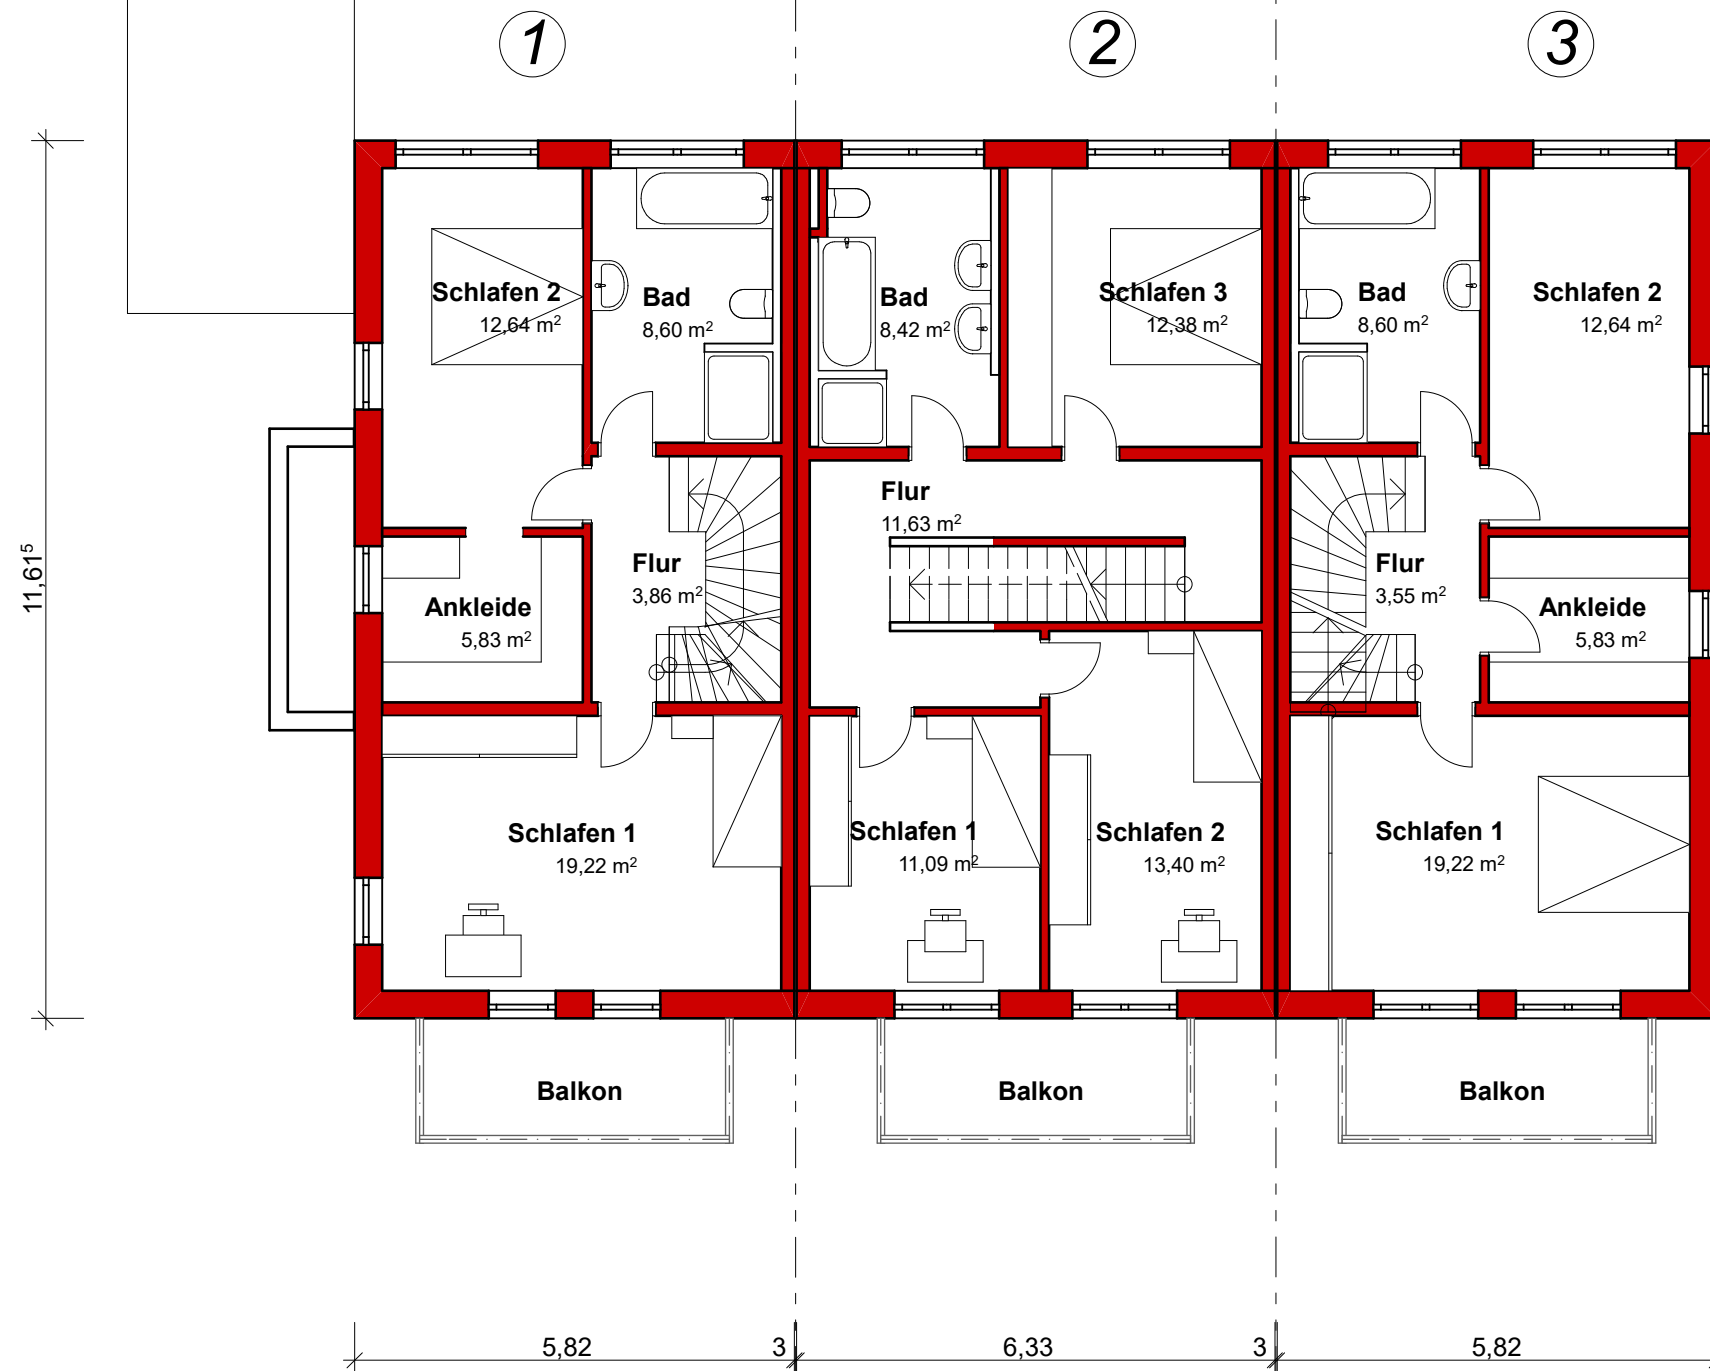 1
2
3
Schlafen 2
12,64 m²
Bad
8,60 m²
Bad
8,42 m²
Schlafen 3
12,38 m²
Bad
8,60 m²
Schlafen 2
12,64 m²
Flur
11,63 m²
Flur
3,86 m²
Flur
3,55 m²
Ankleide
5,83 m²
Ankleide
5,83 m²
11,61⁵
Schlafen 1
19,22 m²
Schlafen 1
11,09 m²
Schlafen 2
13,40 m²
Schlafen 1
19,22 m²
Balkon
Balkon
Balkon
5,82
3
6,33
3
5,82